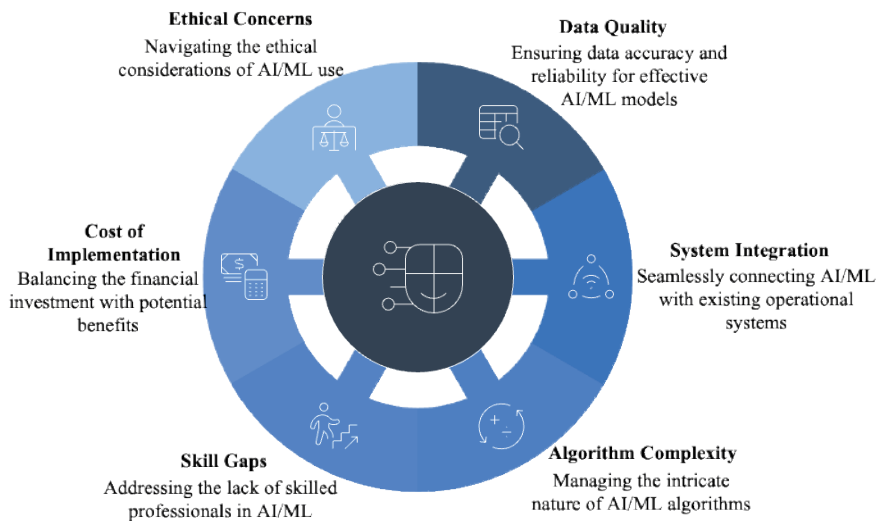 Ethical Concerns
Navigating the ethical
considerations of AI/ML use
Data Quality
Ensuring data accuracy and
reliability for effective
AI/ML models
System Integration
Seamlessly connecting AI/ML
with existing operational
systems
Algorithm Complexity
Managing the intricate
nature of AI/ML algorithms
Skill Gaps
Addressing the lack of skilled
professionals in AI/ML
Cost of
Implementation
Balancing the financial
investment with potential
benefits
$